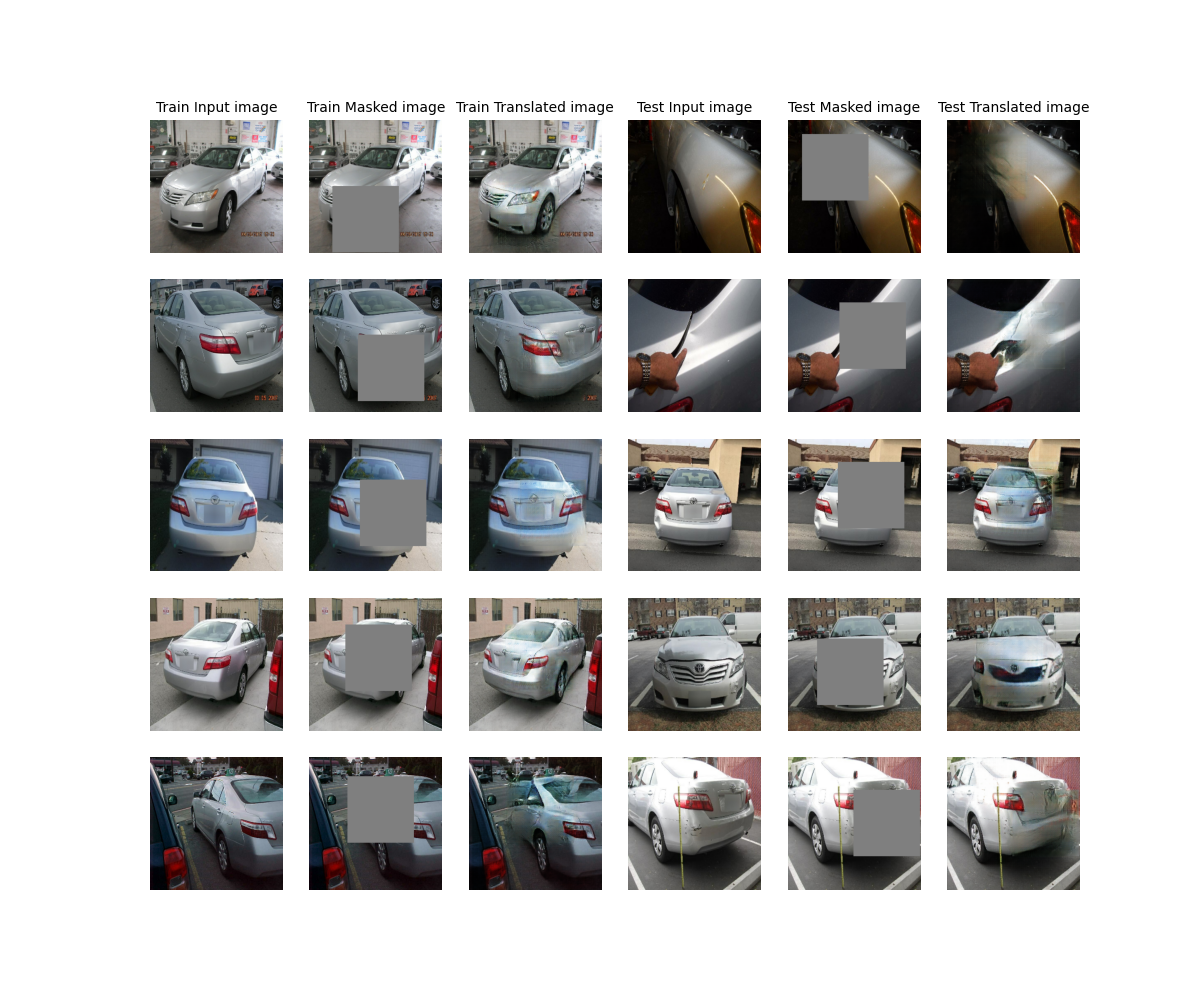 Train Input image
Train Masked image
Train Translated image
Test Input image
Test Masked image
Test Translated image